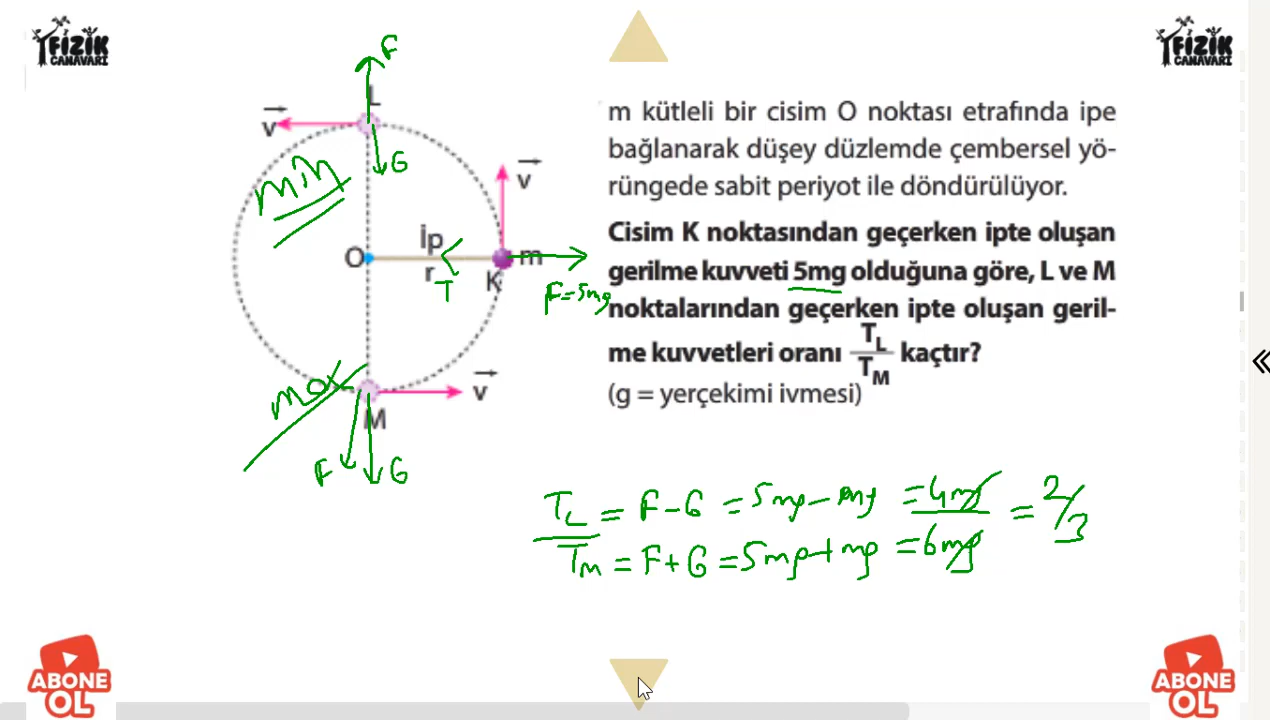 FİZİK
CANAVARI
FİZİK
CANAVARI
F
L
v
G
min
v
İp
O
m
r
K
T
F=5mg
max
v
M
F
G
m kütleli bir cisim O noktası etrafında ipe
bağlanarak düşey düzlemde çembersel yö-
rüngede sabit periyot ile döndürülüyor.
Cisim K noktasından geçerken ipte oluşan
gerilme kuvveti 5mg olduğuna göre, L ve M
noktalarından geçerken ipte oluşan geril-
me kuvvetleri oranı T_L/T_M kaçtır?
(g = yerçekimi ivmesi)
T_L = F-G = 5mg-mg = 4mg = 2/3
T_M = F+G = 5mg+mg = 6mg
ABONE
OL
ABONE
OL